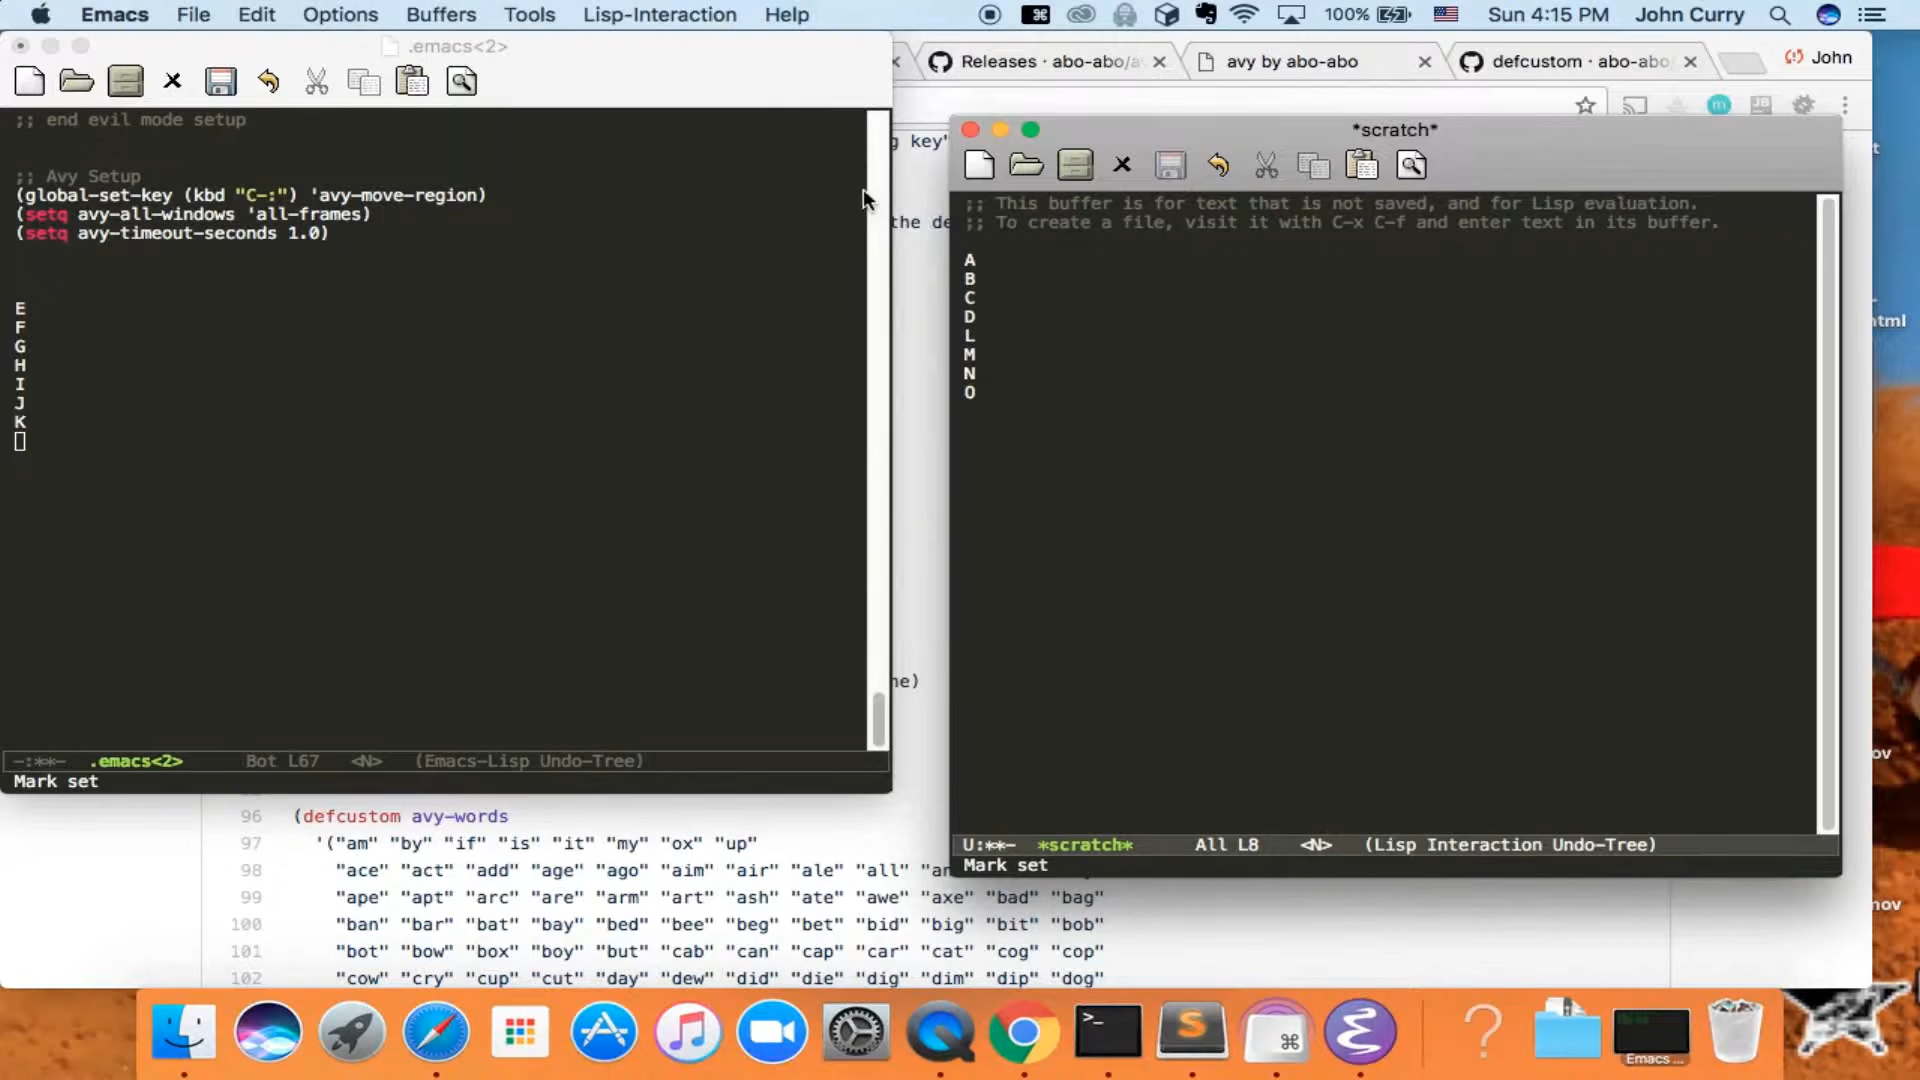 Emacs File Edit Options Buffers Tools Lisp-Interaction Help 100% Sun 4:15 PM John Curry
.emacs<2>
Releases · abo-abo/a
avy by abo-abo
defcustom · abo-abo
John
;; end evil mode setup
;; Avy Setup
(global-set-key (kbd "C-:") 'avy-move-region)
(setq avy-all-windows 'all-frames)
(setq avy-timeout-seconds 1.0)
E
F
G
H
I
J
K
-:**- .emacs<2> Bot L67 <N> (Emacs-Lisp Undo-Tree)
Mark set
g key"
the de
ne)
*scratch*
;; This buffer is for text that is not saved, and for Lisp evaluation.
;; To create a file, visit it with C-x C-f and enter text in its buffer.
A
B
C
D
L
M
N
O
U:**- *scratch* All L8 <N> (Lisp Interaction Undo-Tree)
Mark set
96 (defcustom avy-words
97 '("am" "by" "if" "is" "it" "my" "ox" "up"
98 "ace" "act" "add" "age" "ago" "aim" "air" "ale" "all" "an
99 "ape" "apt" "arc" "are" "arm" "art" "ash" "ate" "awe" "axe" "bad" "bag"
100 "ban" "bar" "bat" "bay" "bed" "bee" "beg" "bet" "bid" "big" "bit" "bob"
101 "bot" "bow" "box" "boy" "but" "cab" "can" "cap" "car" "cat" "cog" "cop"
102 "cow" "cry" "cup" "cut" "day" "dew" "did" "die" "dig" "dim" "dip" "dog"
html
ov
nov
Emacs ...